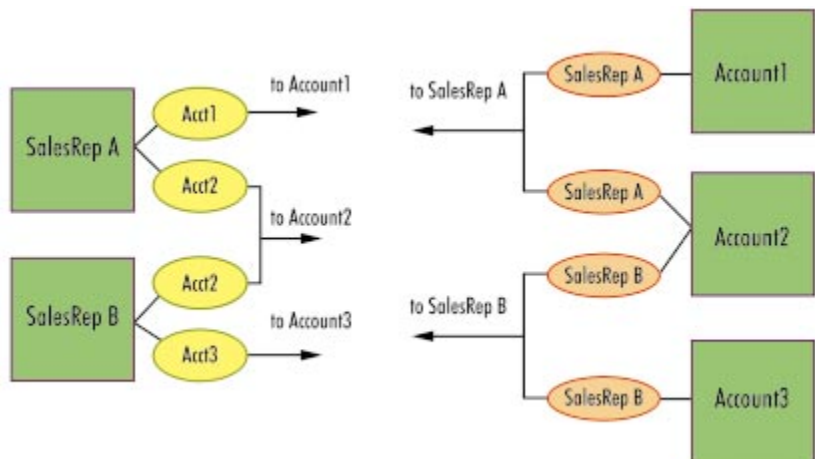 SalesRep A
Acct1
to Account1
Acct2
to Account2
SalesRep B
Acct2
Acct3
to Account3
to SalesRep A
SalesRep A
Account1
SalesRep A
Account2
SalesRep B
to SalesRep B
SalesRep B
Account3